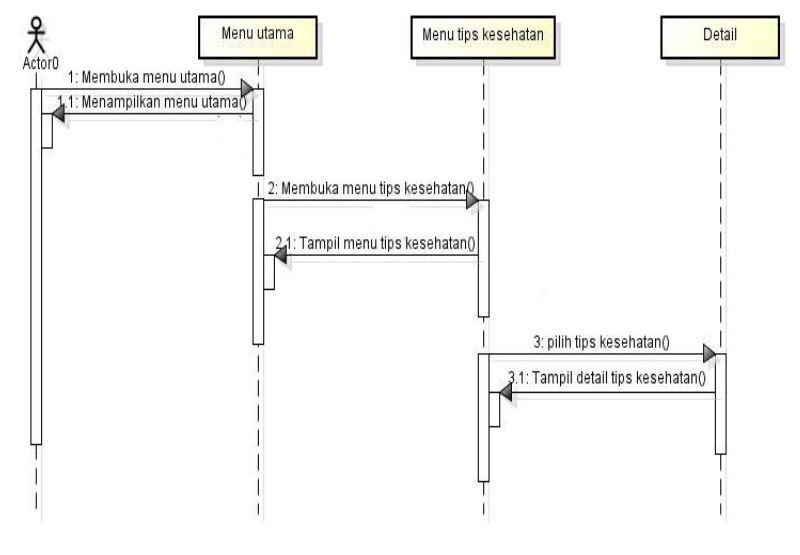 Menu utama
Menu tips kesehatan
Detail
Actor0
1: Membuka menu utama()
1.1: Menampilkan menu utama()
2: Membuka menu tips kesehatan()
2.1: Tampil menu tips kesehatan()
3: pilih tips kesehatan()
3.1: Tampil detail tips kesehatan()